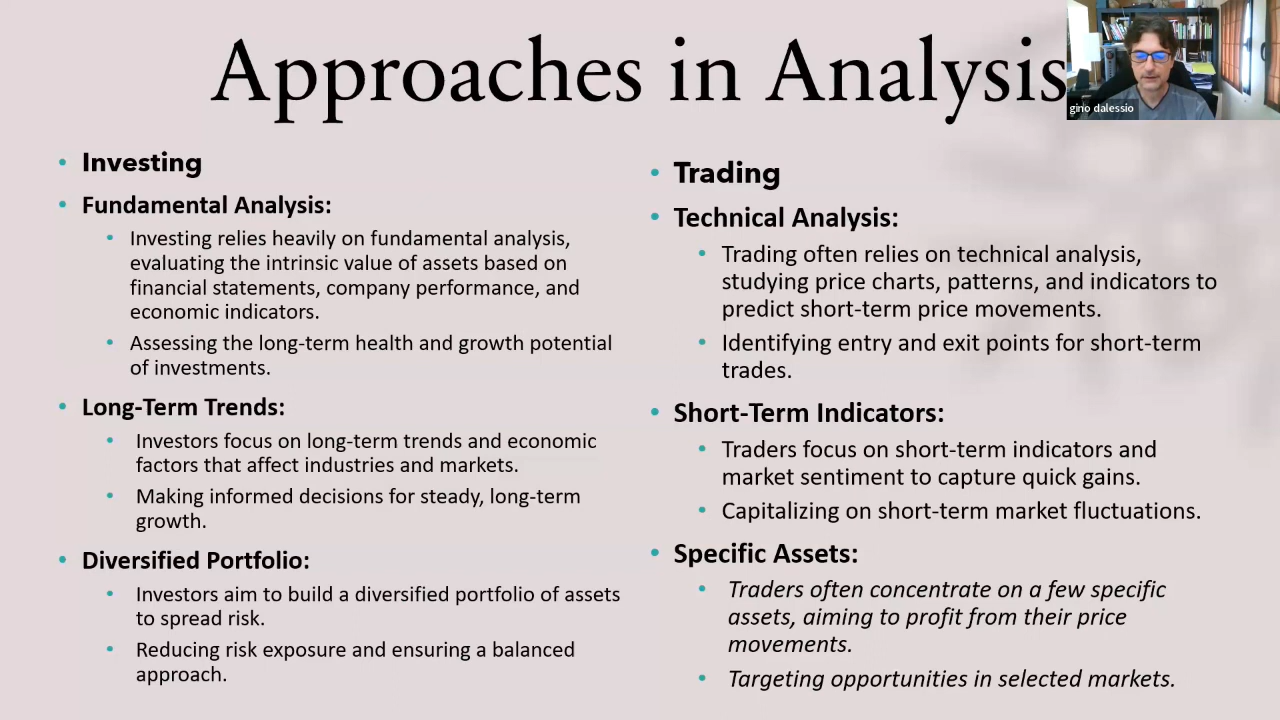 Approaches in Analysis
gino dalessio
Investing
Fundamental Analysis:
Investing relies heavily on fundamental analysis,
evaluating the intrinsic value of assets based on
financial statements, company performance, and
economic indicators.
Assessing the long-term health and growth potential
of investments.
Long-Term Trends:
Investors focus on long-term trends and economic
factors that affect industries and markets.
Making informed decisions for steady, long-term
growth.
Diversified Portfolio:
Investors aim to build a diversified portfolio of assets
to spread risk.
Reducing risk exposure and ensuring a balanced
approach.
Trading
Technical Analysis:
Trading often relies on technical analysis,
studying price charts, patterns, and indicators to
predict short-term price movements.
Identifying entry and exit points for short-term
trades.
Short-Term Indicators:
Traders focus on short-term indicators and
market sentiment to capture quick gains.
Capitalizing on short-term market fluctuations.
Specific Assets:
Traders often concentrate on a few specific
assets, aiming to profit from their price
movements.
Targeting opportunities in selected markets.